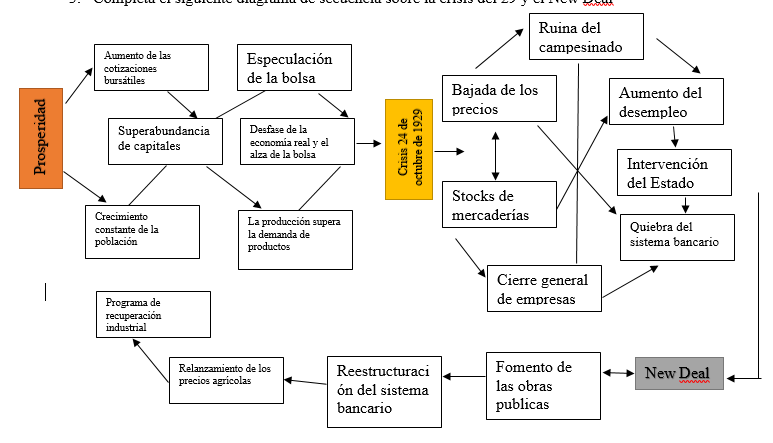 3. Completa el siguiente diagrama de secuencia sobre la crisis del 29 y el New Deal
Prosperidad
Aumento de las
cotizaciones
bursátiles
Superabundancia
de capitales
Crecimiento
constante de la
población
Especulación
de la bolsa
Desfase de la
economía real y el
alza de la bolsa
La producción supera
la demanda de
productos
Crisis 24 de
octubre de 1929
Ruina del
campesinado
Bajada de los
precios
Stocks de
mercaderías
Cierre general
de empresas
Aumento del
desempleo
Intervención
del Estado
Quiebra del
sistema bancario
New Deal
Fomento de
las obras
publicas
Reestructuraci
ón del sistema
bancario
Relanzamiento de los
precios agrícolas
Programa de
recuperación
industrial